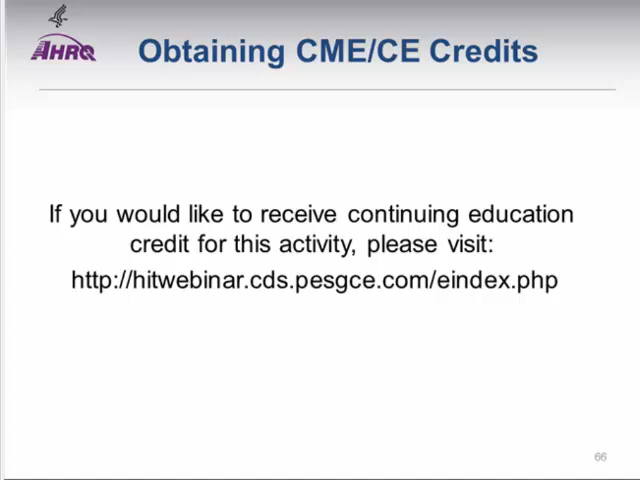 AHRQ
Obtaining CME/CE Credits
If you would like to receive continuing education
credit for this activity, please visit:
http://hitwebinar.cds.pesgce.com/eindex.php
66